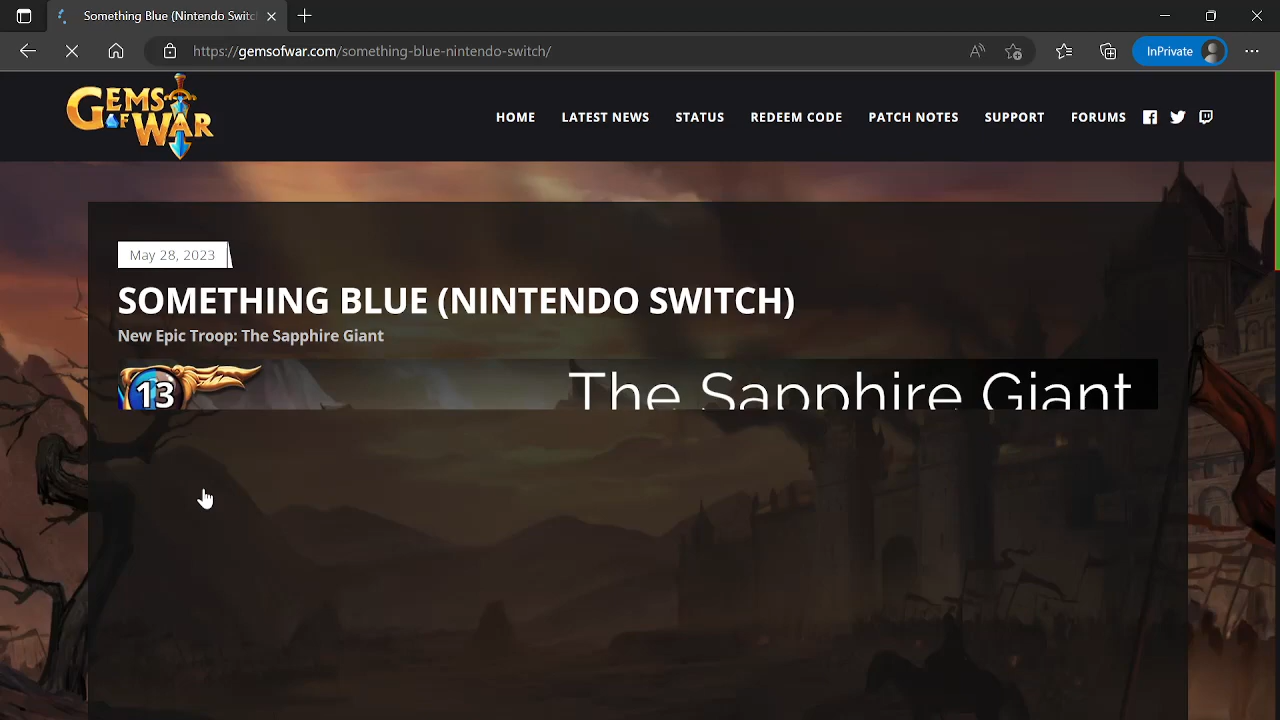 Something Blue (Nintendo Switc
https://gemsofwar.com/something-blue-nintendo-switch/
InPrivate
GEMS OF WAR
HOME
LATEST NEWS
STATUS
REDEEM CODE
PATCH NOTES
SUPPORT
FORUMS
May 28, 2023
SOMETHING BLUE (NINTENDO SWITCH)
New Epic Troop: The Sapphire Giant
13
The Sapphire Giant